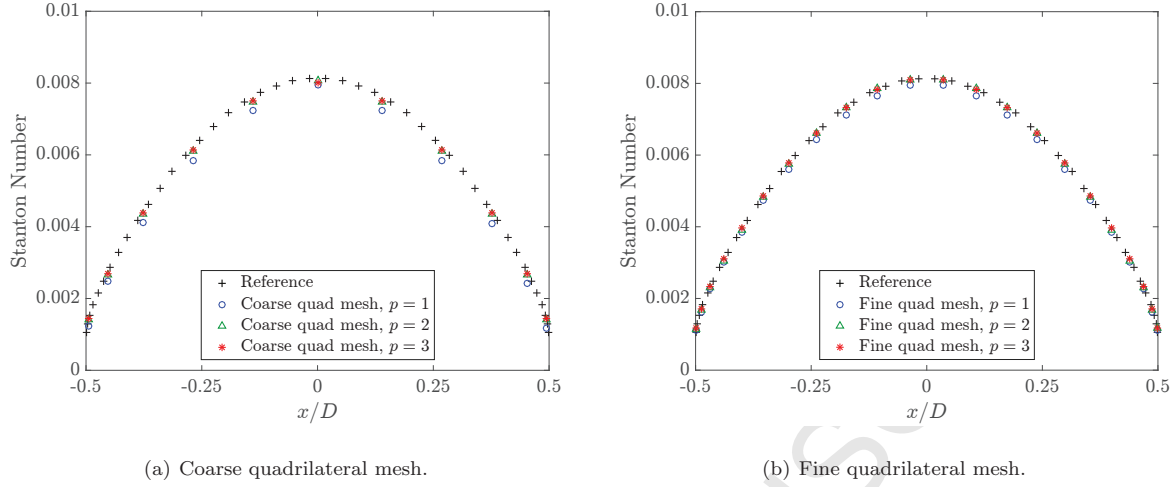 0.01
0.008
0.006
0.004
0.002
0
Stanton Number
-0.5
-0.25
0
0.25
0.5
x/D
Reference
Coarse quad mesh, p = 1
Coarse quad mesh, p = 2
Coarse quad mesh, p = 3
(a) Coarse quadrilateral mesh.
0.01
0.008
0.006
0.004
0.002
0
Stanton Number
-0.5
-0.25
0
0.25
0.5
x/D
Reference
Fine quad mesh, p = 1
Fine quad mesh, p = 2
Fine quad mesh, p = 3
(b) Fine quadrilateral mesh.